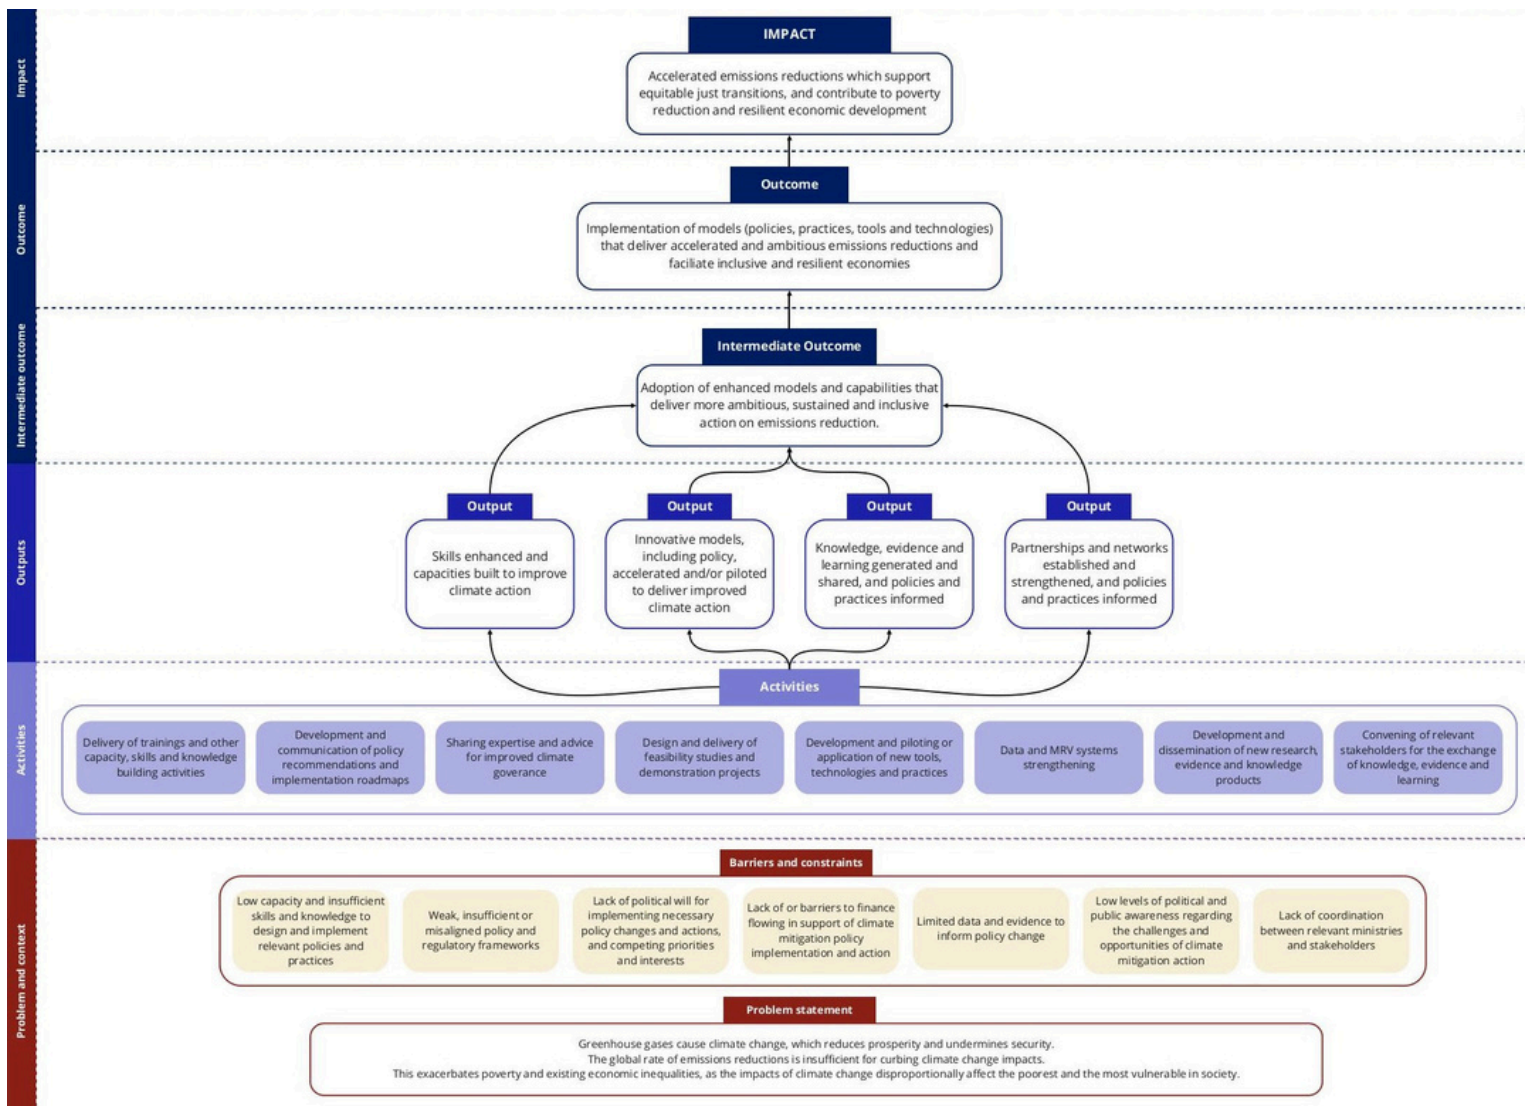 Impact
IMPACT
Accelerated emissions reductions which support
equitable just transitions, and contribute to poverty
reduction and resilient economic development
Outcome
Outcome
Implementation of models (policies, practices, tools and technologies)
that deliver accelerated and ambitious emissions reductions and
faciliate inclusive and resilient economies
Intermediate outcome
Intermediate Outcome
Adoption of enhanced models and capabilities that
deliver more ambitious, sustained and inclusive
action on emissions reduction.
Outputs
Output
Skills enhanced and
capacities built to improve
climate action
Output
Innovative models,
including policy,
accelerated and/or piloted
to deliver improved
climate action
Output
Knowledge, evidence and
learning generated and
shared, and policies and
practices informed
Output
Partnerships and networks
established and
strengthened, and policies
and practices informed
Activities
Activities
Delivery of trainings and other
capacity, skills and knowledge
building activities
Development and
communication of policy
recommendations and
implementation roadmaps
Sharing expertise and advice
for improved climate
goverance
Design and delivery of
feasibility studies and
demonstration projects
Development and piloting or
application of new tools,
technologies and practices
Data and MRV systems
strengthening
Development and
dissemination of new research,
evidence and knowledge
products
Convening of relevant
stakeholders for the exchange
of knowledge, evidence and
learning
Problem and context
Barriers and constraints
Low capacity and insufficient
skills and knowledge to
design and implement
relevant policies and
practices
Weak, insufficient or
misaligned policy and
regulatory frameworks
Lack of political will for
implementing necessary
policy changes and actions,
and competing priorities
and interests
Lack of or barriers to finance
flowing in support of climate
mitigation policy
implementation and action
Limited data and evidence to
inform policy change
Low levels of political and
public awareness regarding
the challenges and
opportunities of climate
mitigation action
Lack of coordination
between relevant ministries
and stakeholders
Problem statement
Greenhouse gases cause climate change, which reduces prosperity and undermines security.
The global rate of emissions reductions is insufficient for curbing climate change impacts.
This exacerbates poverty and existing economic inequalities, as the impacts of climate change disproportionally affect the poorest and the most vulnerable in society.